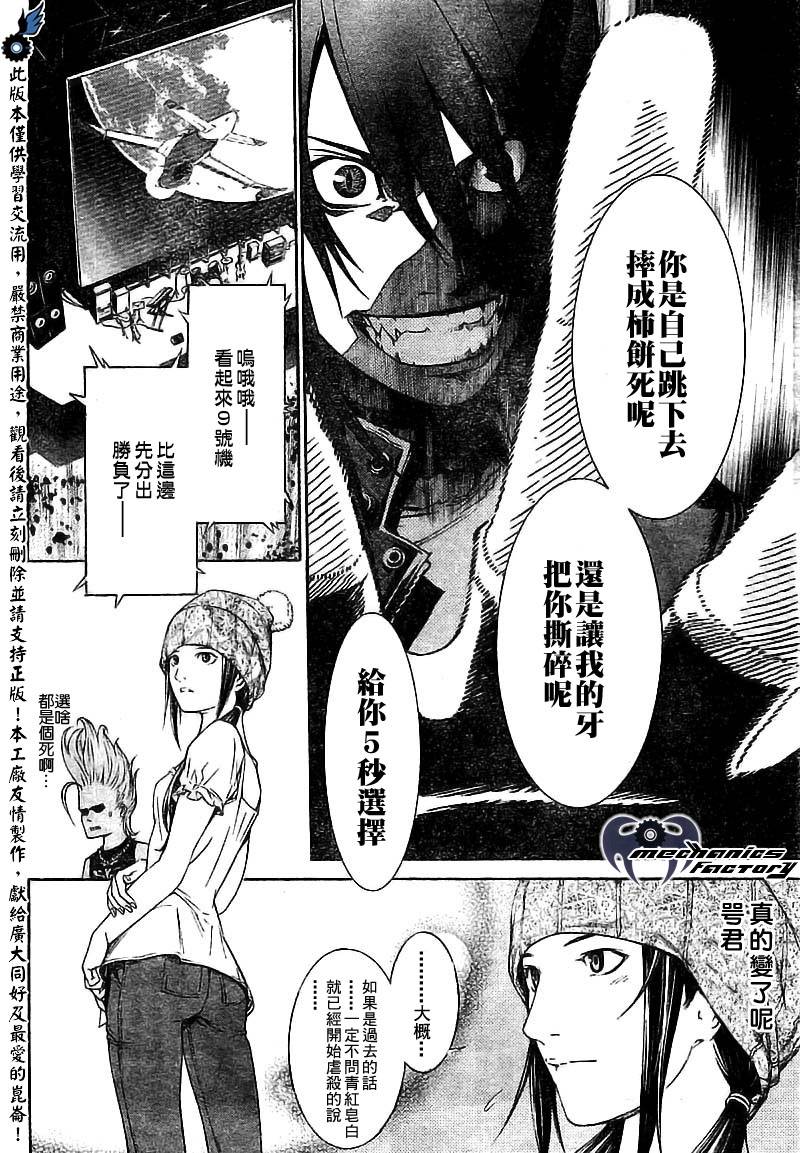 你是自己跳下去
摔成柿餅死呢
還是讓我的牙
把你撕碎呢
給你5秒選擇
嗚哦哦—
看起來9號機
比這邊
先分出
勝負了—
選啥
都是個死啊…
mechanics
factory
真的變了呢
咢君
……大概……
如果是過去的話
……一定不問青紅皂白
就已經開始虐殺的說
……
此版本僅供學習交流用，嚴禁商業用途，觀看後請立刻刪除並請支持正版！本工廠友情製作，獻給廣大同好及最愛的崑崙！